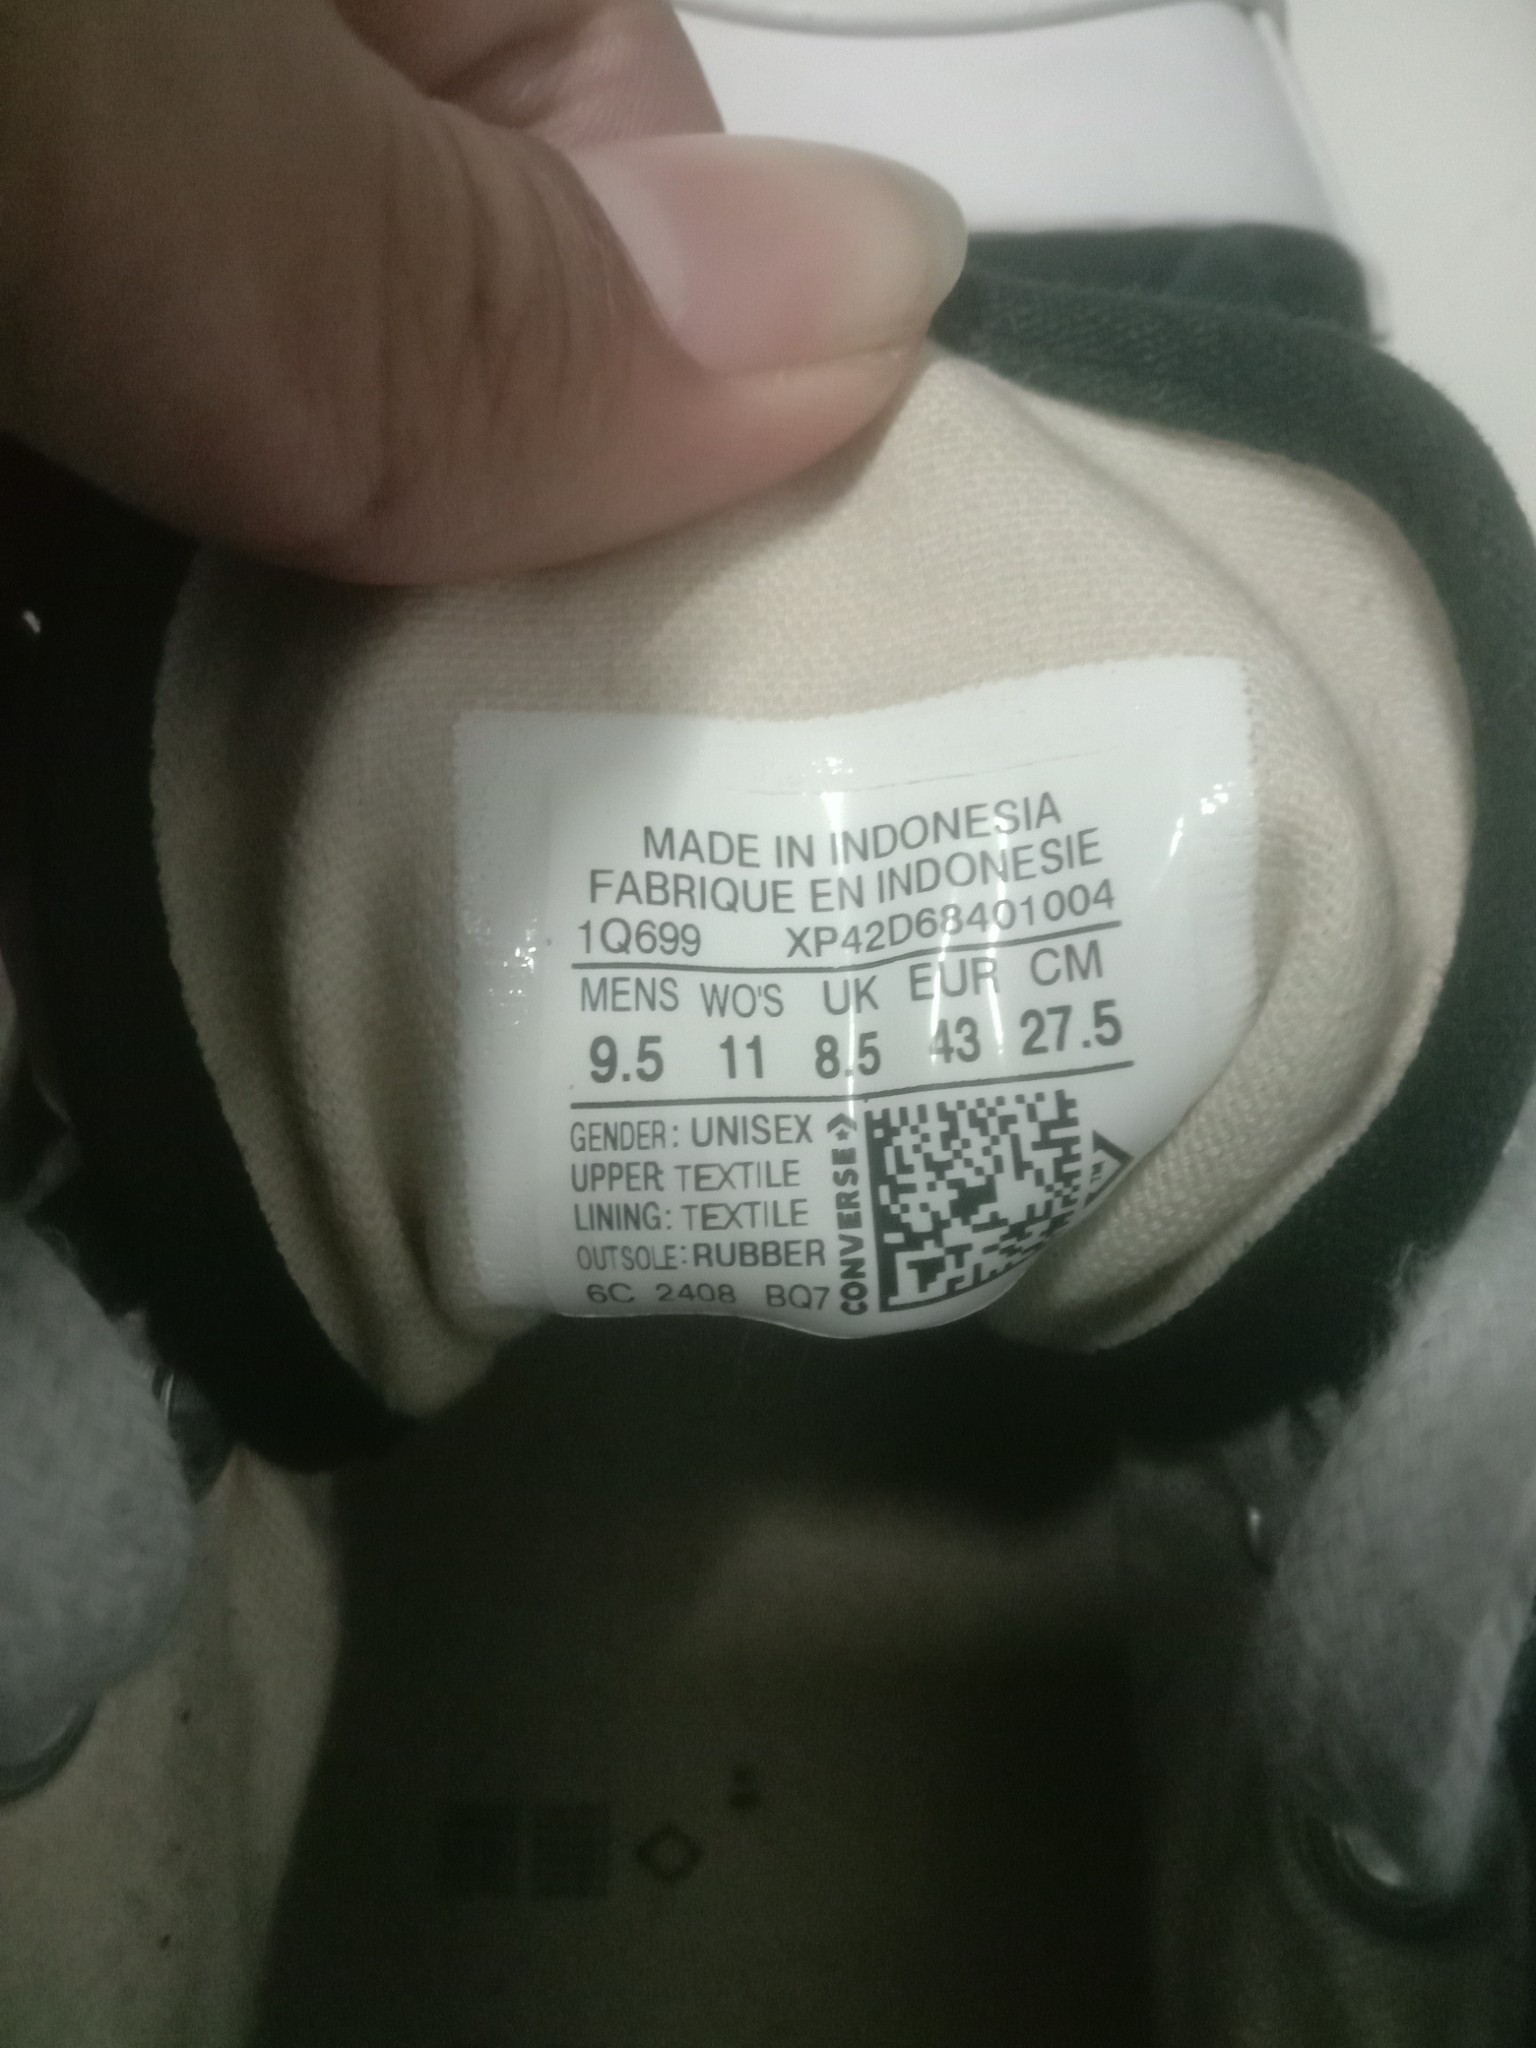 MADE IN INDONESIA
FABRIQUE EN INDONESIE
1Q699 XP42D68401004
MENS WO'S UK EUR CM
9.5 11 8.5 43 27.5
GENDER: UNISEX
UPPER: TEXTILE
LINING: TEXTILE
OUTSOLE: RUBBER
6C 2408 BQ7
CONVERSE
TM